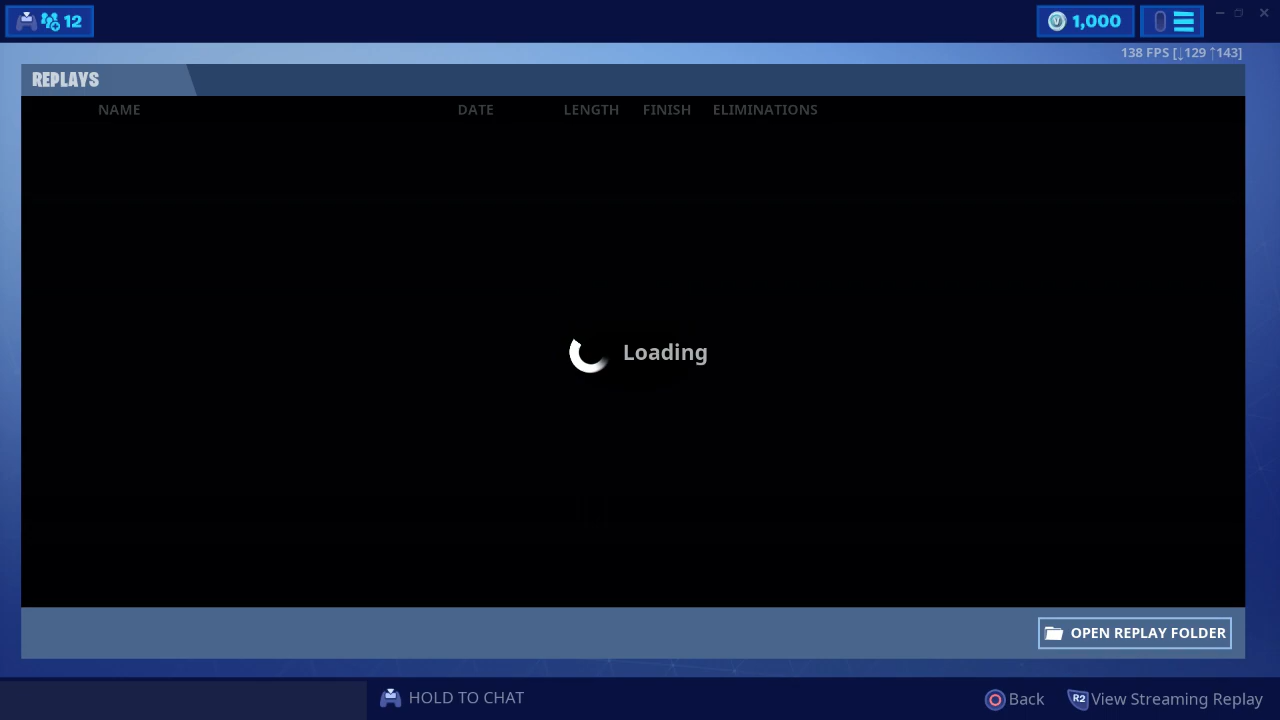 12
1,000
138 FPS [↓129 ↑143]
REPLAYS
NAME DATE LENGTH FINISH ELIMINATIONS
Loading
OPEN REPLAY FOLDER
HOLD TO CHAT
Back
R2 View Streaming Replay